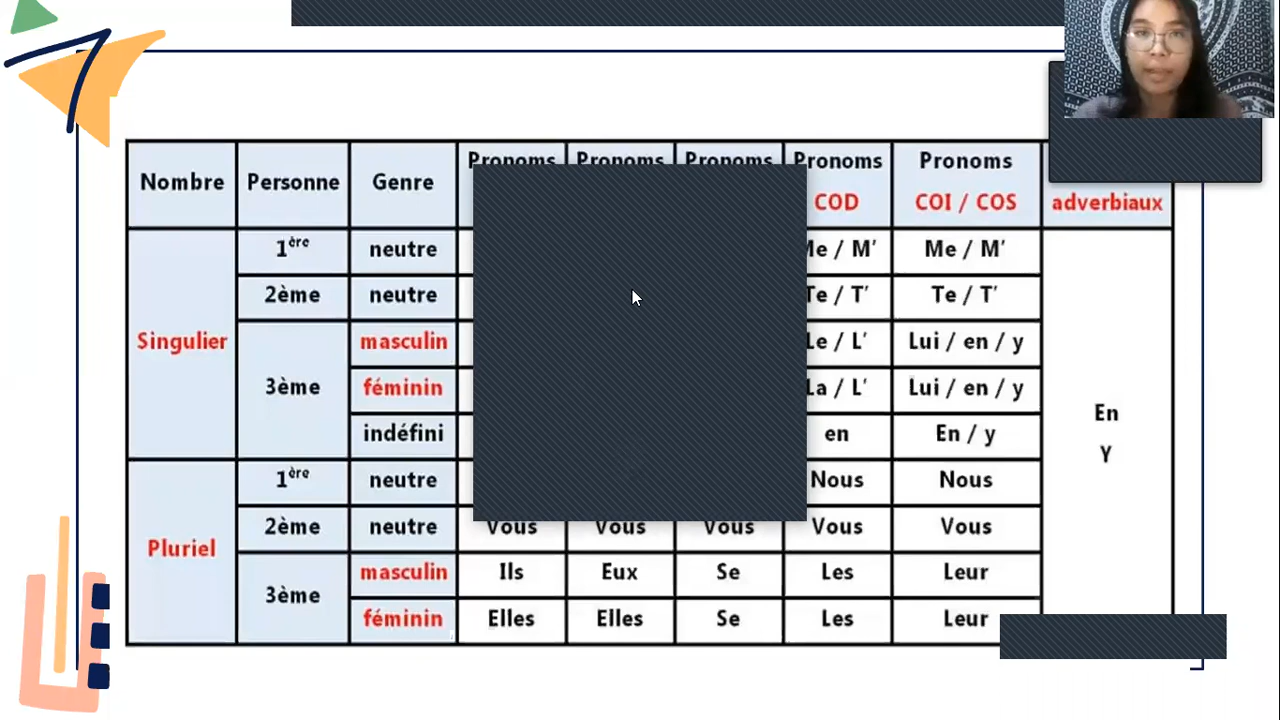 Nombre Personne Genre Pronoms Pronoms Pronoms Pronoms Pronoms
COD COI / COS adverbiaux
1ère neutre Me / M' Me / M'
2ème neutre Te / T' Te / T'
Singulier 3ème masculin Le / L' Lui / en / y
féminin La / L' Lui / en / y
indéfini en En / y
En
Y
1ère neutre Nous Nous
2ème neutre Vous Vous Vous Vous Vous
Pluriel 3ème masculin Ils Eux Se Les Leur
féminin Elles Elles Se Les Leur